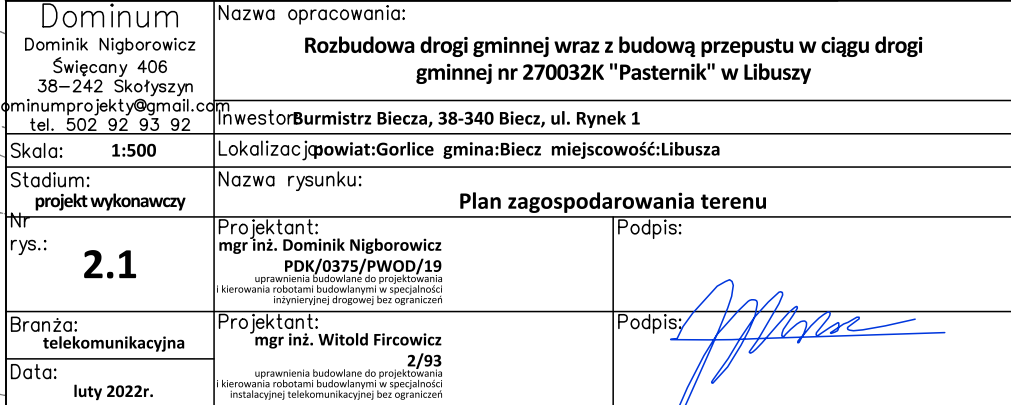 Dominum
Dominik Nigborowicz
Święcany 406
38-242 Skołyszyn
ominumprojekty@gmail.com
tel. 502 92 93 92
Nazwa opracowania:
Rozbudowa drogi gminnej wraz z budową przepustu w ciągu drogi
gminnej nr 270032K "Pasternik" w Libuszy
Inwestor: Burmistrz Biecza, 38-340 Biecz, ul. Rynek 1
Skala: 1:500
Lokalizacja: powiat:Gorlice gmina:Biecz miejscowość:Libusza
Stadium:
projekt wykonawczy
Nazwa rysunku:
Plan zagospodarowania terenu
Nr
rys.:
2.1
Projektant:
mgr inż. Dominik Nigborowicz
PDK/0375/PWOD/19
uprawnienia budowlane do projektowania
i kierowania robotami budowlanymi w specjalności
inżynieryjnej drogowej bez ograniczeń
Podpis:
Branża:
telekomunikacyjna
Projektant:
mgr inż. Witold Fircowicz
2/93
uprawnienia budowlane do projektowania
i kierowania robotami budowlanymi w specjalności
instalacyjnej telekomunikacyjnej bez ograniczeń
Podpis:
Data:
luty 2022r.